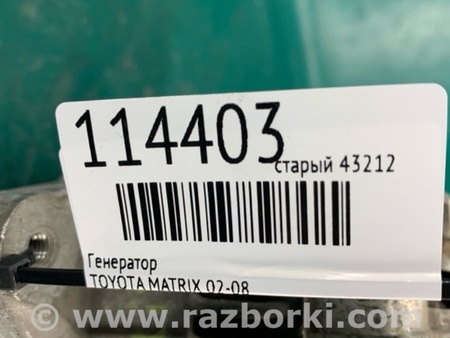 114403
старый 43212
Генератор
TOYOTA MATRIX 02-08
www.razborki.com